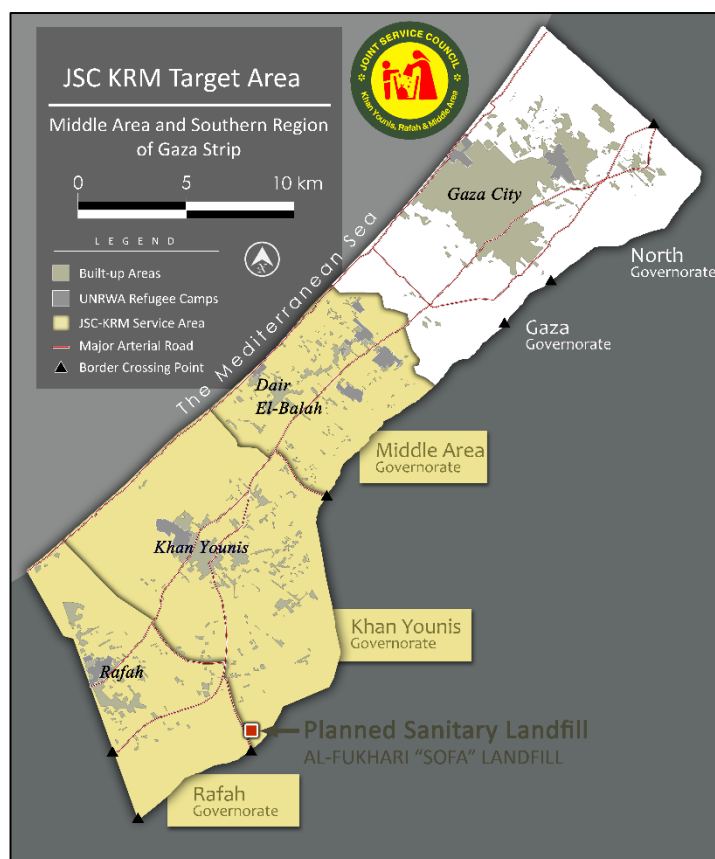 JSC KRM Target Area
Middle Area and Southern Region
of Gaza Strip
0 5 10 km
LEGEND
Built-up Areas
UNRWA Refugee Camps
JSC-KRM Service Area
Major Arterial Road
Border Crossing Point
JOINT SERVICE COUNCIL
Khan Younis, Rafah & Middle Area
The Mediterranean Sea
Gaza City
North
Governorate
Gaza
Governorate
Dair
El-Balah
Middle Area
Governorate
Khan Younis
Khan Younis
Governorate
Rafah
Planned Sanitary Landfill
AL-FUKHARI “SOFA” LANDFILL
Rafah
Governorate